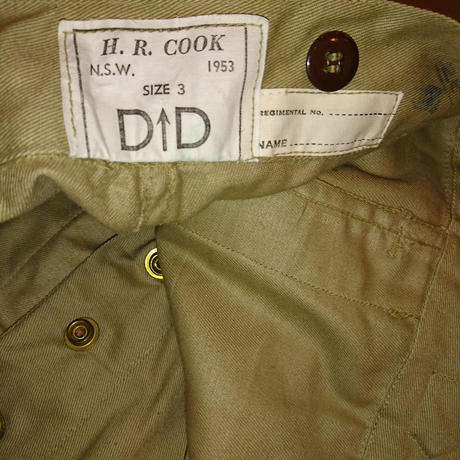 H. R. COOK
N.S.W. 1953
SIZE 3
D↑D
REGIMENTAL No.
NAME